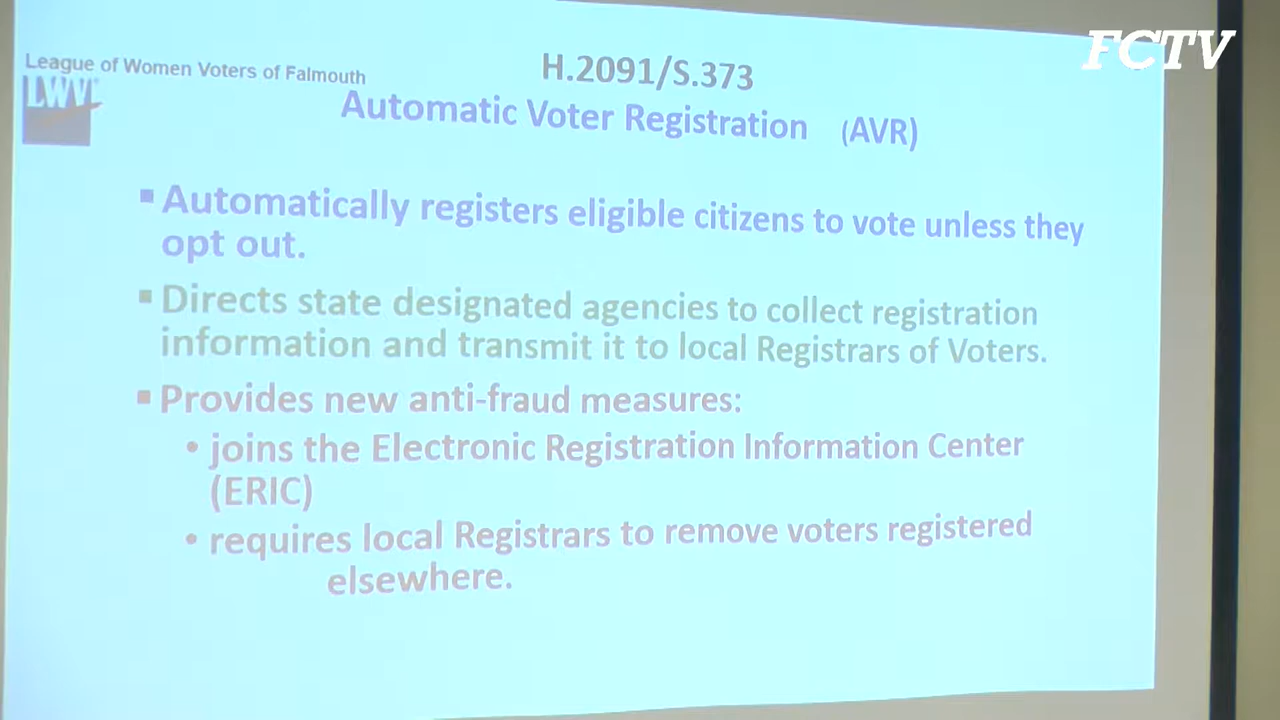 FCTV
League of Women Voters of Falmouth
LWV
H.2091/S.373
Automatic Voter Registration (AVR)
▪ Automatically registers eligible citizens to vote unless they
opt out.
▪ Directs state designated agencies to collect registration
information and transmit it to local Registrars of Voters.
▪ Provides new anti-fraud measures:
• joins the Electronic Registration Information Center
(ERIC)
• requires local Registrars to remove voters registered
elsewhere.